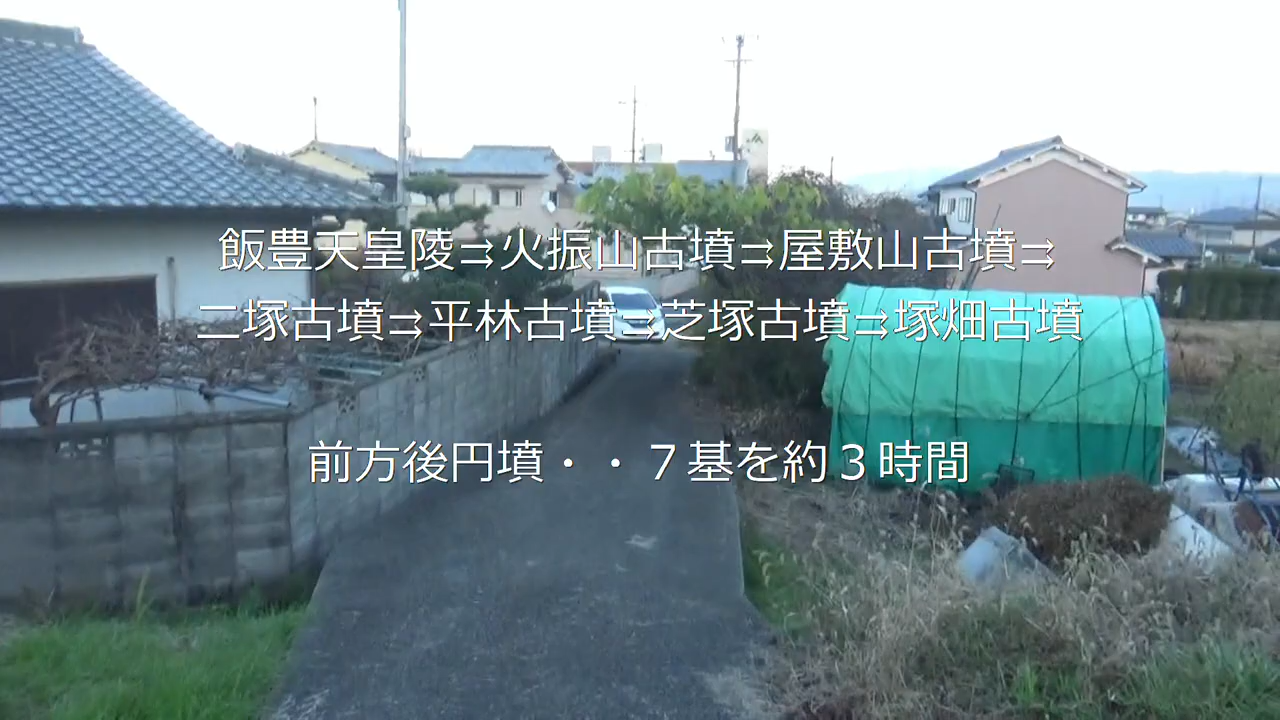 飯豊天皇陵⇉火振山古墳⇉屋敷山古墳⇉
二塚古墳⇉平林古墳⇉芝塚古墳⇉塚畑古墳
前方後円墳・・７基を約３時間